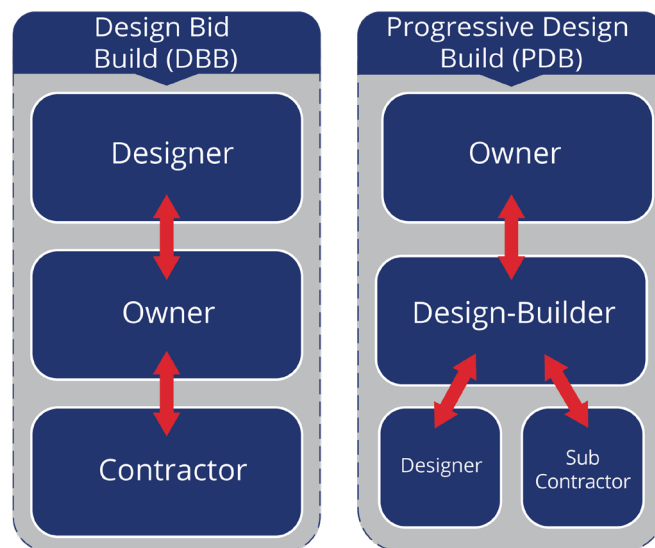 Design Bid
Build (DBB)
Designer
Owner
Contractor
Progressive Design
Build (PDB)
Owner
Design-Builder
Designer
Sub
Contractor